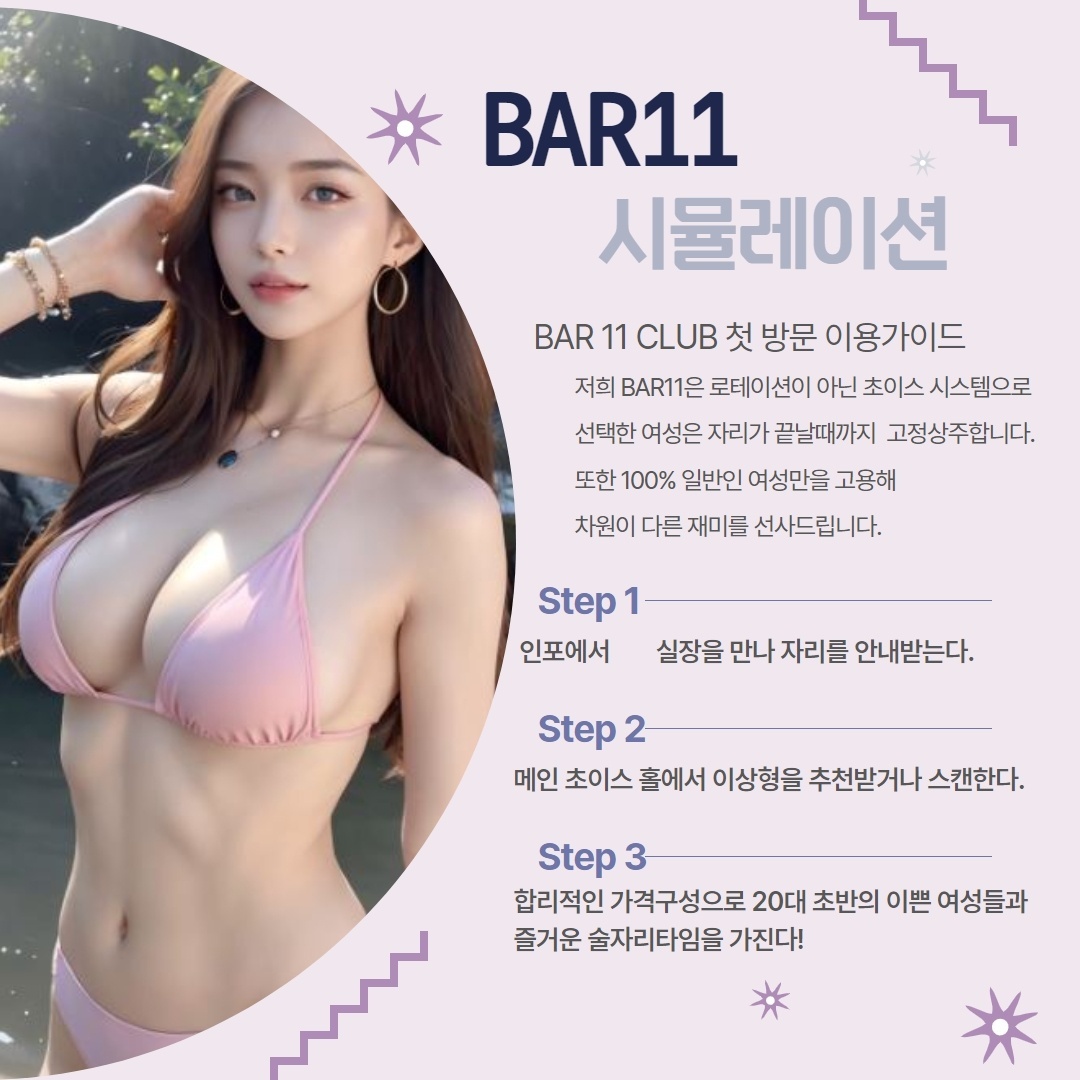 BAR11
시뮬레이션
BAR 11 CLUB 첫 방문 이용가이드
저희 BAR11은 로테이션이 아닌 초이스 시스템으로
선택한 여성은 자리가 끝날때까지 고정상주합니다.
또한 100% 일반인 여성만을 고용해
차원이 다른 재미를 선사드립니다.
Step 1
인포에서 실장을 만나 자리를 안내받는다.
Step 2
메인 초이스 홀에서 이상형을 추천받거나 스캔한다.
Step 3
합리적인 가격구성으로 20대 초반의 이쁜 여성들과
즐거운 술자리타임을 가진다!